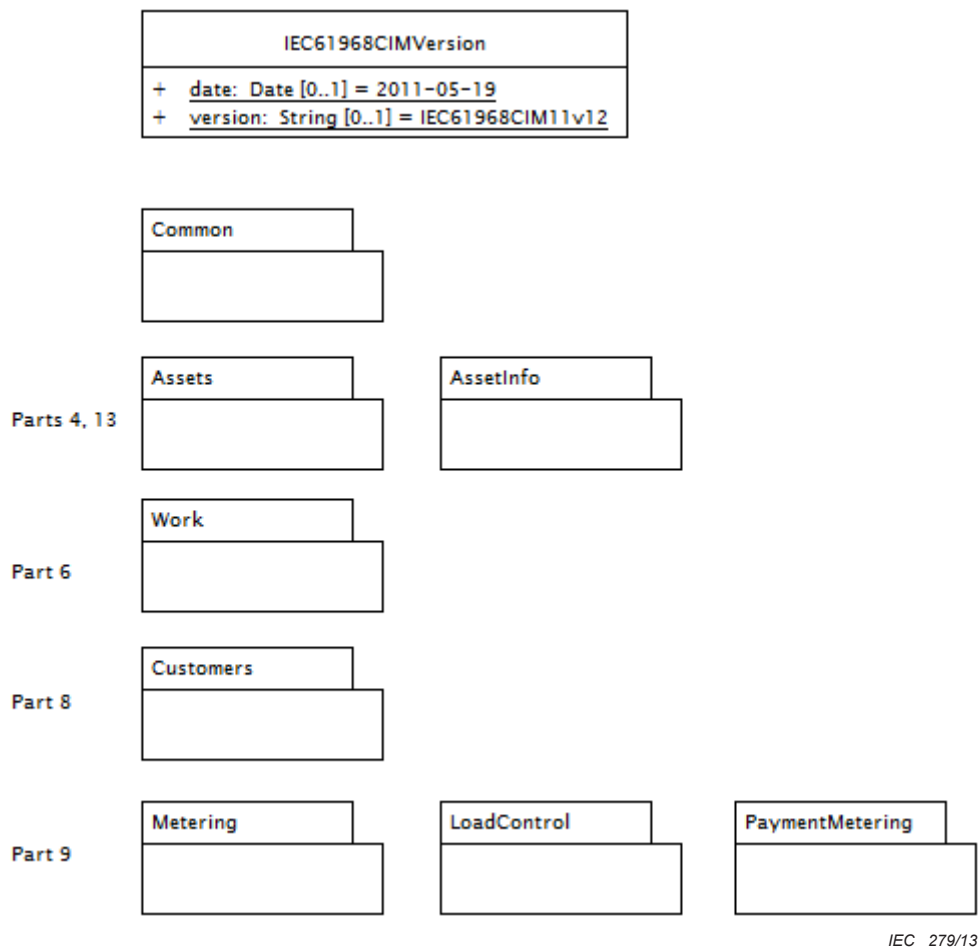 IEC61968CIMVersion
+ date: Date [0..1] = 2011-05-19
+ version: String [0..1] = IEC61968CIM11v12
Common
Assets AssetInfo
Parts 4, 13
Work
Part 6
Customers
Part 8
Metering LoadControl PaymentMetering
Part 9
IEC 279/13